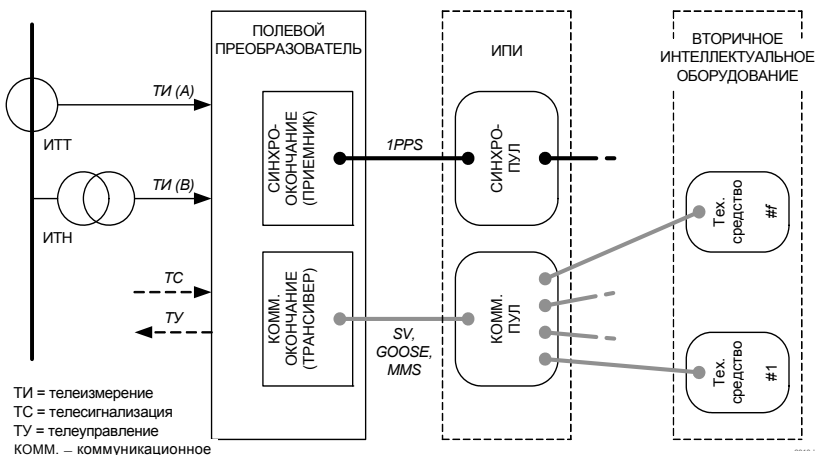 ПОЛЕВОЙ
ПРЕОБРАЗОВАТЕЛЬ
ИПИ
ВТОРИЧНОЕ
ИНТЕЛЛЕКТУАЛЬНОЕ
ОБОРУДОВАНИЕ
ТИ (А)
ИТТ
ТИ (В)
ИТН
СИНХРО-
ОКОНЧАНИЕ
(ПРИЕМНИК)
1PPS
СИНХРО-
ПУЛ
Тех.
средство
#f
ТС
ТУ
КОММ.
ОКОНЧАНИЕ
(ТРАНСИВЕР)
SV,
GOOSE,
MMS
КОММ.
ПУЛ
Тех.
средство
#1
ТИ = телеизмерение
ТС = телесигнализация
ТУ = телеуправление
КОММ. – коммуникационное